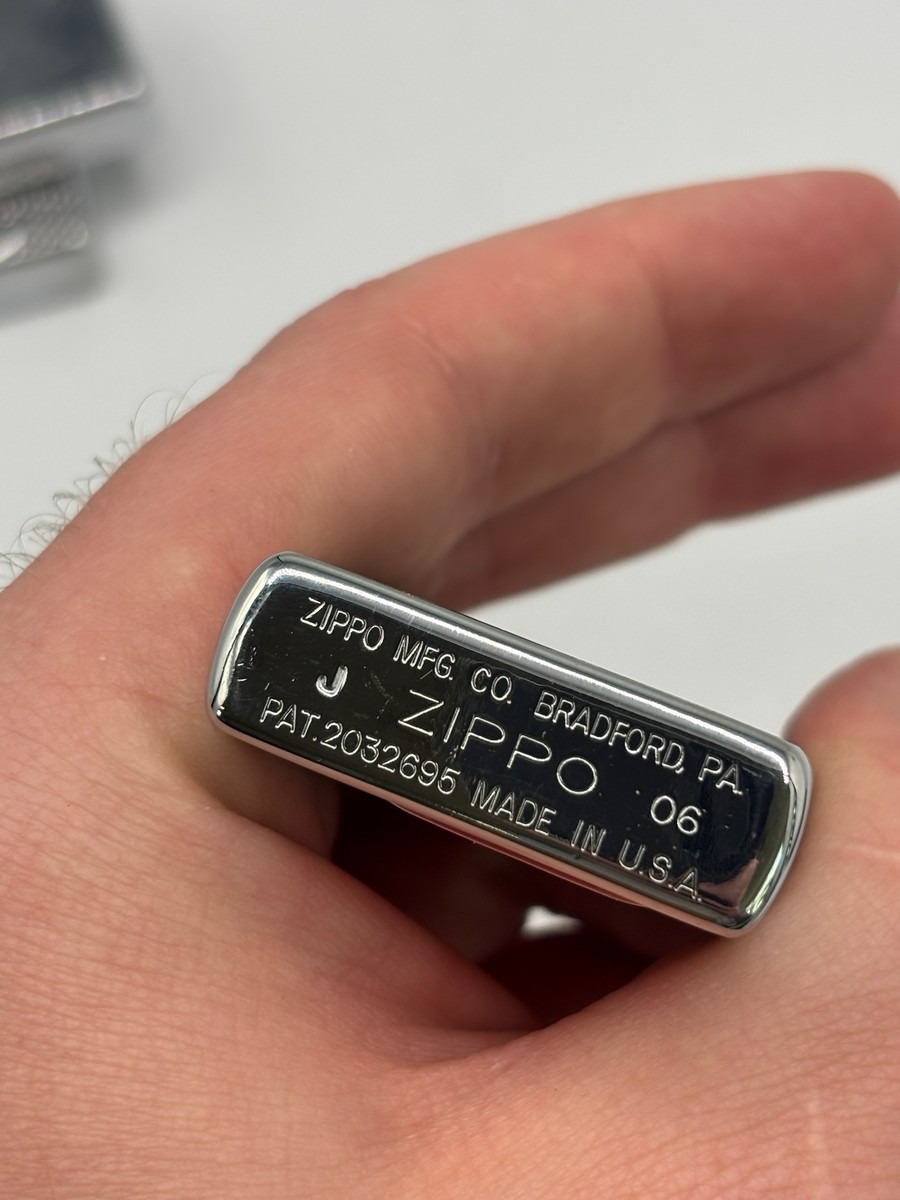 ZIPPO MFG. CO. BRADFORD, PA.
J ZIPPO 06
PAT.2032695 MADE IN U.S.A.